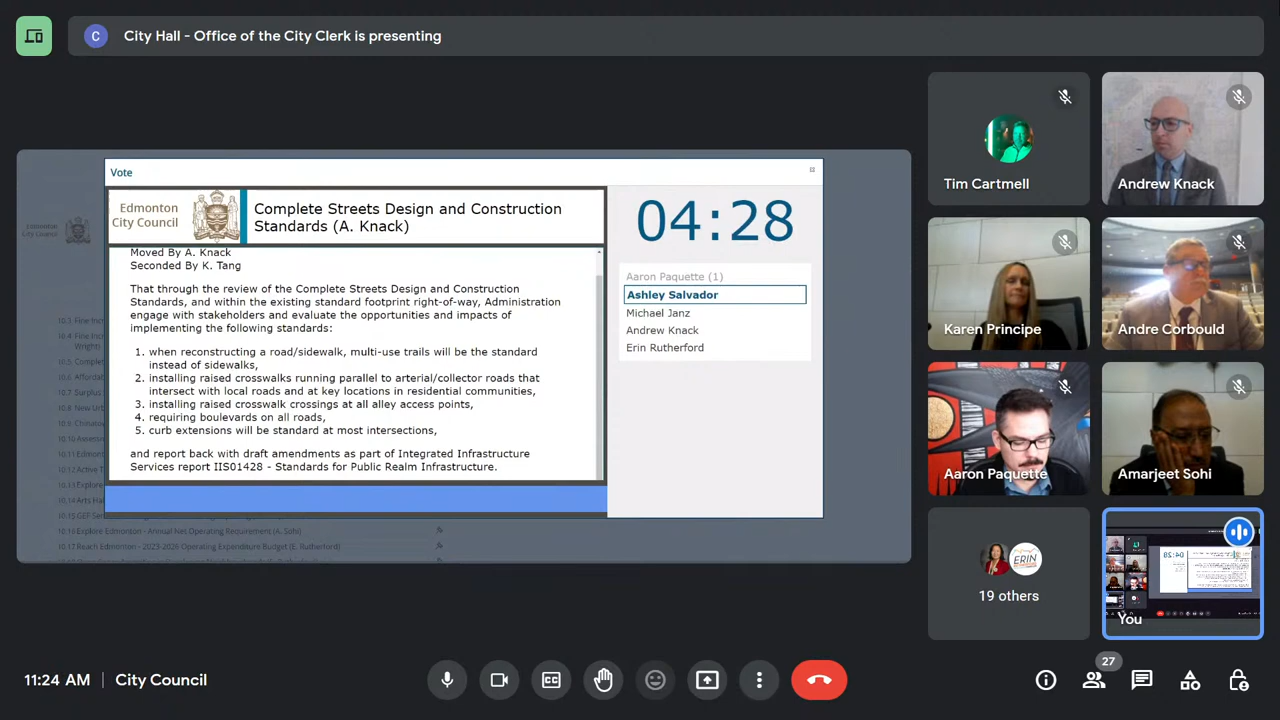 C City Hall - Office of the City Clerk is presenting
Vote
Edmonton
City Council
Complete Streets Design and Construction
Standards (A. Knack)
Moved By A. Knack
Seconded By K. Tang
That through the review of the Complete Streets Design and Construction
Standards, and within the existing standard footprint right-of-way, Administration
engage with stakeholders and evaluate the opportunities and impacts of
implementing the following standards:
1. when reconstructing a road/sidewalk, multi-use trails will be the standard
instead of sidewalks,
2. installing raised crosswalks running parallel to arterial/collector roads that
intersect with local roads and at key locations in residential communities,
3. installing raised crosswalk crossings at all alley access points,
4. requiring boulevards on all roads,
5. curb extensions will be standard at most intersections,
and report back with draft amendments as part of Integrated Infrastructure
Services report IIS01428 - Standards for Public Realm Infrastructure.
04:28
Aaron Paquette (1)
Ashley Salvador
Michael Janz
Andrew Knack
Erin Rutherford
Edmonton
City Council
10.16 Explore Edmonton - Annual Net Operating Requirement (A. Sohi)
10.17 Reach Edmonton - 2023-2026 Operating Expenditure Budget (E. Rutherford)
Tim Cartmell
Andrew Knack
Karen Principe
Andre Corbould
Aaron Paquette
Amarjeet Sohi
ERIN
19 others
04:28
You
11:24 AM | City Council
27